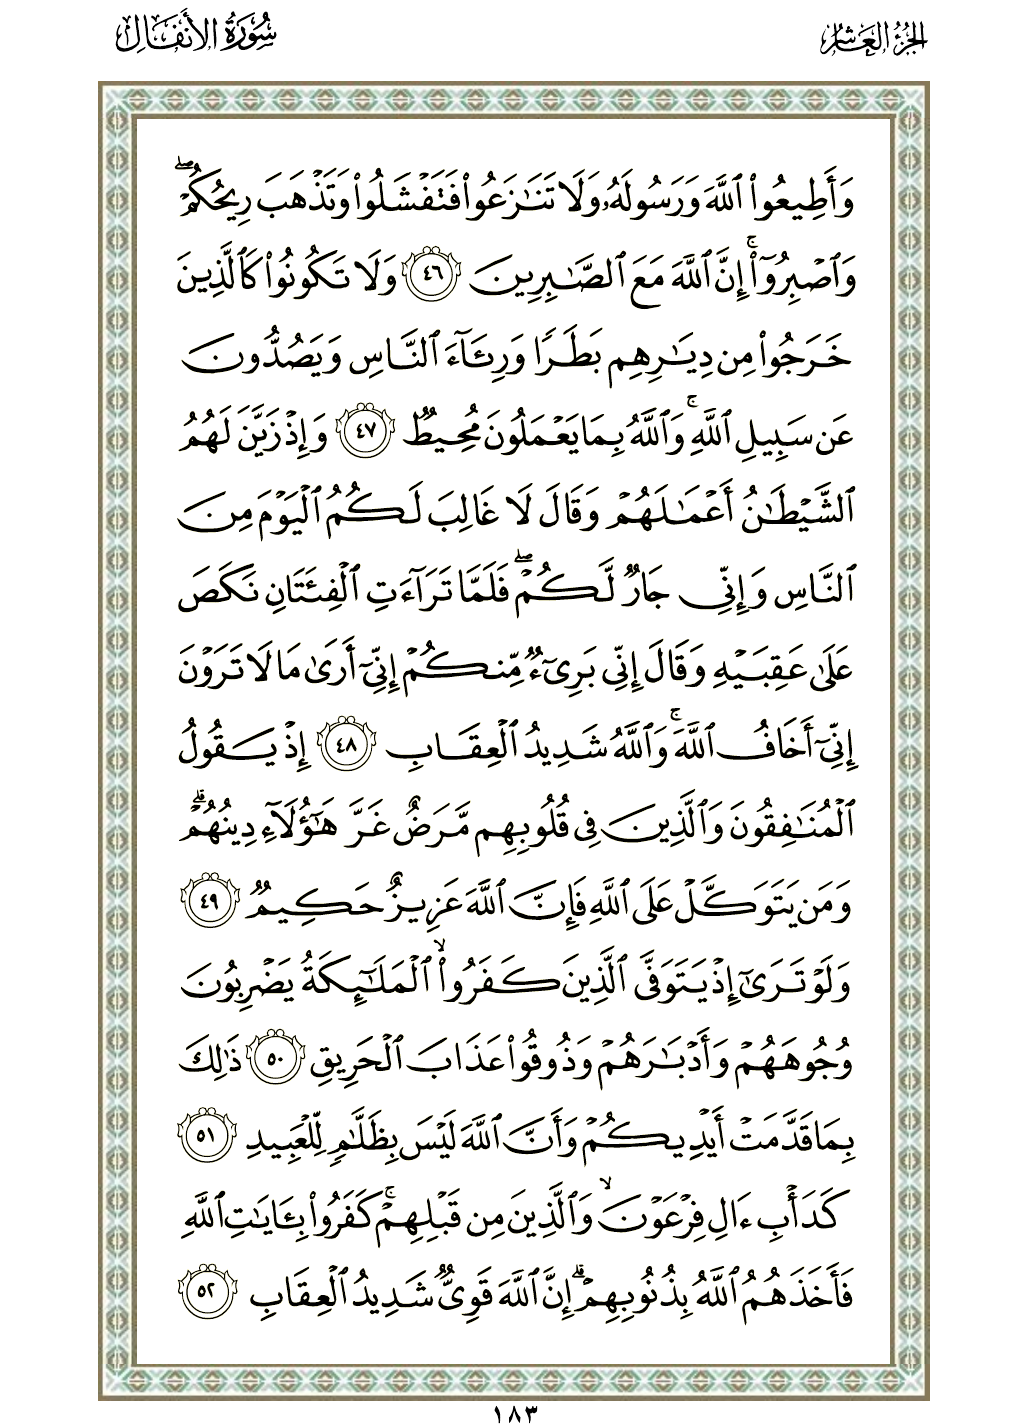 الجزء العاشر
سورة الأنفال
وَأَطِيعُوا۟ ٱللَّهَ وَرَسُولَهُۥ وَلَا تَنَـٰزَعُوا۟ فَتَفْشَلُوا۟ وَتَذْهَبَ رِيحُكُمْ ۖ
وَٱصْبِرُوٓا۟ ۚ إِنَّ ٱللَّهَ مَعَ ٱلصَّـٰبِرِينَ ٤٦ وَلَا تَكُونُوا۟ كَٱلَّذِينَ
خَرَجُوا۟ مِن دِيَـٰرِهِم بَطَرًا وَرِئَآءَ ٱلنَّاسِ وَيَصُدُّونَ
عَن سَبِيلِ ٱللَّهِ ۚ وَٱللَّهُ بِمَا يَعْمَلُونَ مُحِيطٌ ٤٧ وَإِذْ زَيَّنَ لَهُمُ
ٱلشَّيْطَـٰنُ أَعْمَـٰلَهُمْ وَقَالَ لَا غَالِبَ لَكُمُ ٱلْيَوْمَ مِنَ
ٱلنَّاسِ وَإِنِّى جَارٌ لَّكُمْ ۖ فَلَمَّا تَرَآءَتِ ٱلْفِئَتَانِ نَكَصَ
عَلَىٰ عَقِبَيْهِ وَقَالَ إِنِّى بَرِىٓءٌ مِّنكُمْ إِنِّىٓ أَرَىٰ مَا لَا تَرَوْنَ
إِنِّىٓ أَخَافُ ٱللَّهَ ۚ وَٱللَّهُ شَدِيدُ ٱلْعِقَابِ ٤٨ إِذْ يَقُولُ
ٱلْمُنَـٰفِقُونَ وَٱلَّذِينَ فِى قُلُوبِهِم مَّرَضٌ غَرَّ هَـٰٓؤُلَآءِ دِينُهُمْ ۗ
وَمَن يَتَوَكَّلْ عَلَى ٱللَّهِ فَإِنَّ ٱللَّهَ عَزِيزٌ حَكِيمٌ ٤٩
وَلَوْ تَرَىٰٓ إِذْ يَتَوَفَّى ٱلَّذِينَ كَفَرُوا۟ ۙ ٱلْمَلَـٰٓئِكَةُ يَضْرِبُونَ
وُجُوهَهُمْ وَأَدْبَـٰرَهُمْ وَذُوقُوا۟ عَذَابَ ٱلْحَرِيقِ ٥٠ ذَٰلِكَ
بِمَا قَدَّمَتْ أَيْدِيكُمْ وَأَنَّ ٱللَّهَ لَيْسَ بِظَلَّـٰمٍ لِّلْعَبِيدِ ٥١
كَدَأْبِ ءَالِ فِرْعَوْنَ ۙ وَٱلَّذِينَ مِن قَبْلِهِمْ ۚ كَفَرُوا۟ بِـَٔايَـٰتِ ٱللَّهِ
فَأَخَذَهُمُ ٱللَّهُ بِذُنُوبِهِمْ ۗ إِنَّ ٱللَّهَ قَوِىٌّ شَدِيدُ ٱلْعِقَابِ ٥٢
١٨٣